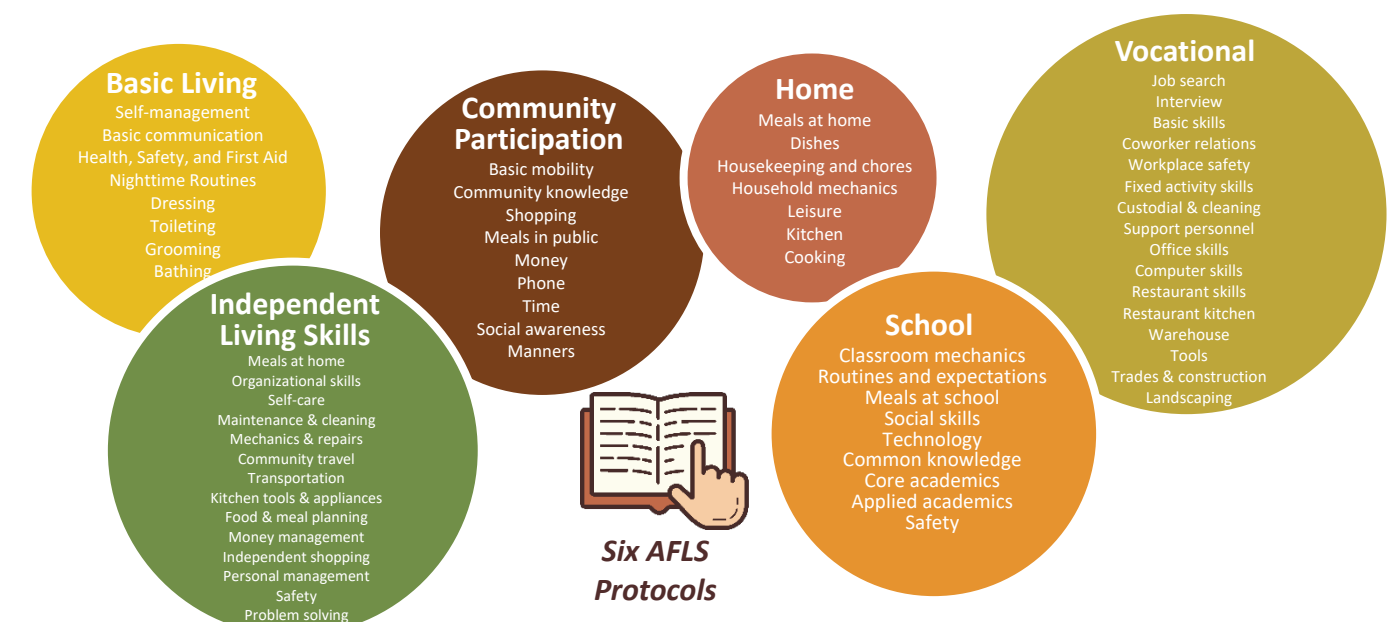 Basic Living
Self-management
Basic communication
Health, Safety, and First Aid
Nighttime Routines
Dressing
Toileting
Grooming
Bathing
Independent
Living Skills
Meals at home
Organizational skills
Self-care
Maintenance & cleaning
Mechanics & repairs
Community travel
Transportation
Kitchen tools & appliances
Food & meal planning
Money management
Independent shopping
Personal management
Safety
Problem solving
Community
Participation
Basic mobility
Community knowledge
Shopping
Meals in public
Money
Phone
Time
Social awareness
Manners
Home
Meals at home
Dishes
Housekeeping and chores
Household mechanics
Leisure
Kitchen
Cooking
School
Classroom mechanics
Routines and expectations
Meals at school
Social skills
Technology
Common knowledge
Core academics
Applied academics
Safety
Vocational
Job search
Interview
Basic skills
Coworker relations
Workplace safety
Fixed activity skills
Custodial & cleaning
Support personnel
Office skills
Computer skills
Restaurant skills
Restaurant kitchen
Warehouse
Tools
Trades & construction
Landscaping
Six AFLS
Protocols